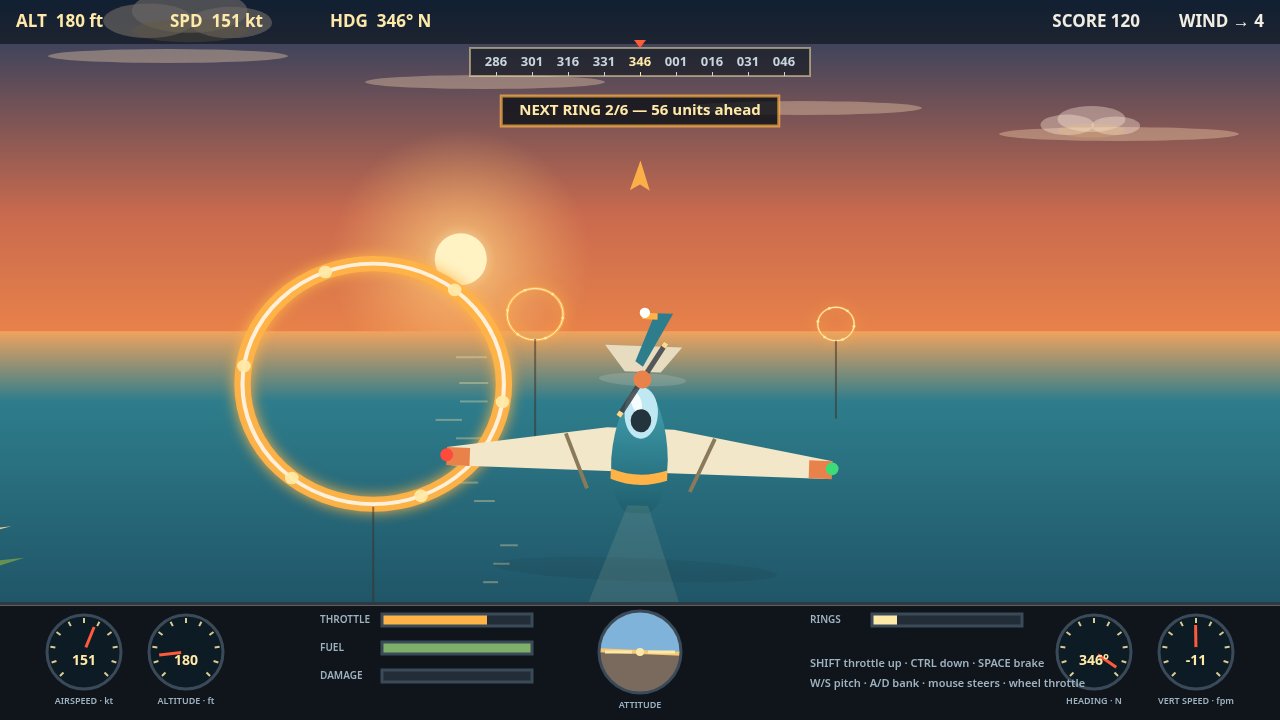 ALT 180 ft SPD 151 kt HDG 346° N SCORE 120 WIND → 4
286 301 316 331 346 001 016 031 046
NEXT RING 2/6 — 56 units ahead
THROTTLE
FUEL
DAMAGE
151
AIRSPEED · kt
180
ALTITUDE · ft
ATTITUDE
RINGS
SHIFT throttle up · CTRL down · SPACE brake
W/S pitch · A/D bank · mouse steers · wheel throttle
346°
HEADING · N
-11
VERT SPEED · fpm